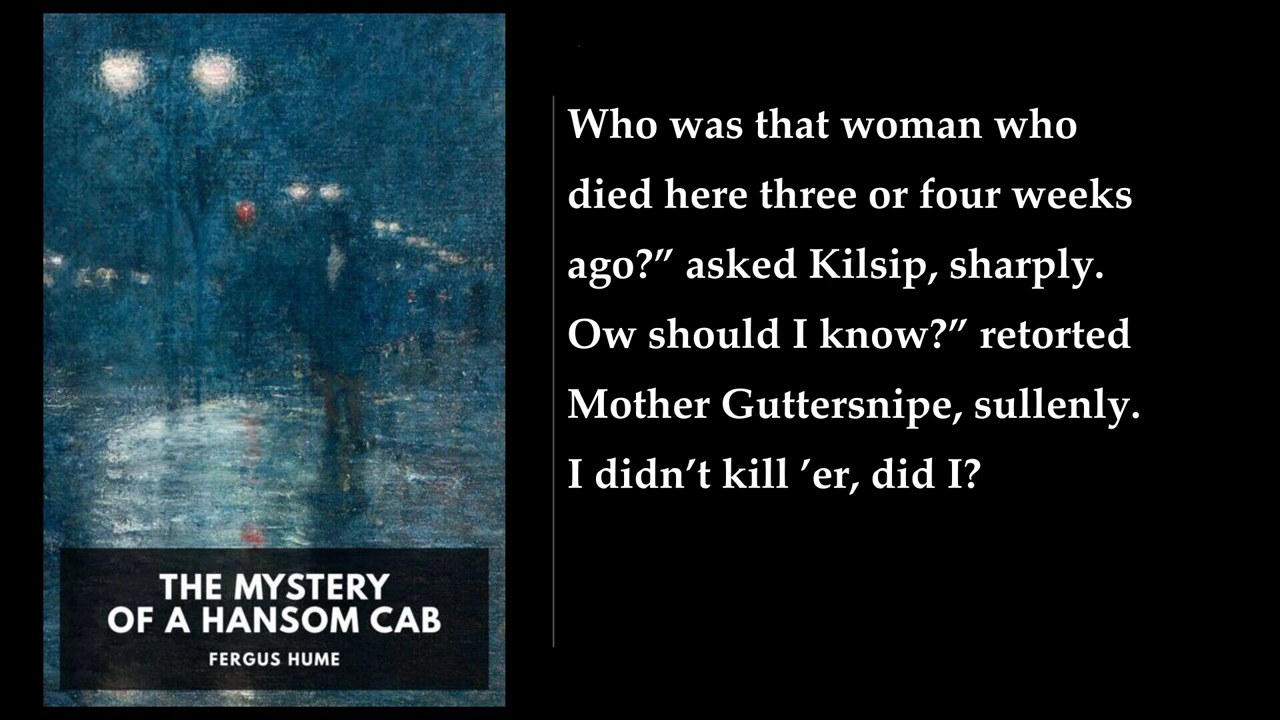 Who was that woman who
died here three or four weeks
ago?” asked Kilsip, sharply.
Ow should I know?” retorted
Mother Guttersnipe, sullenly.
I didn’t kill ’er, did I?
THE MYSTERY
OF A HANSOM CAB
FERGUS HUME